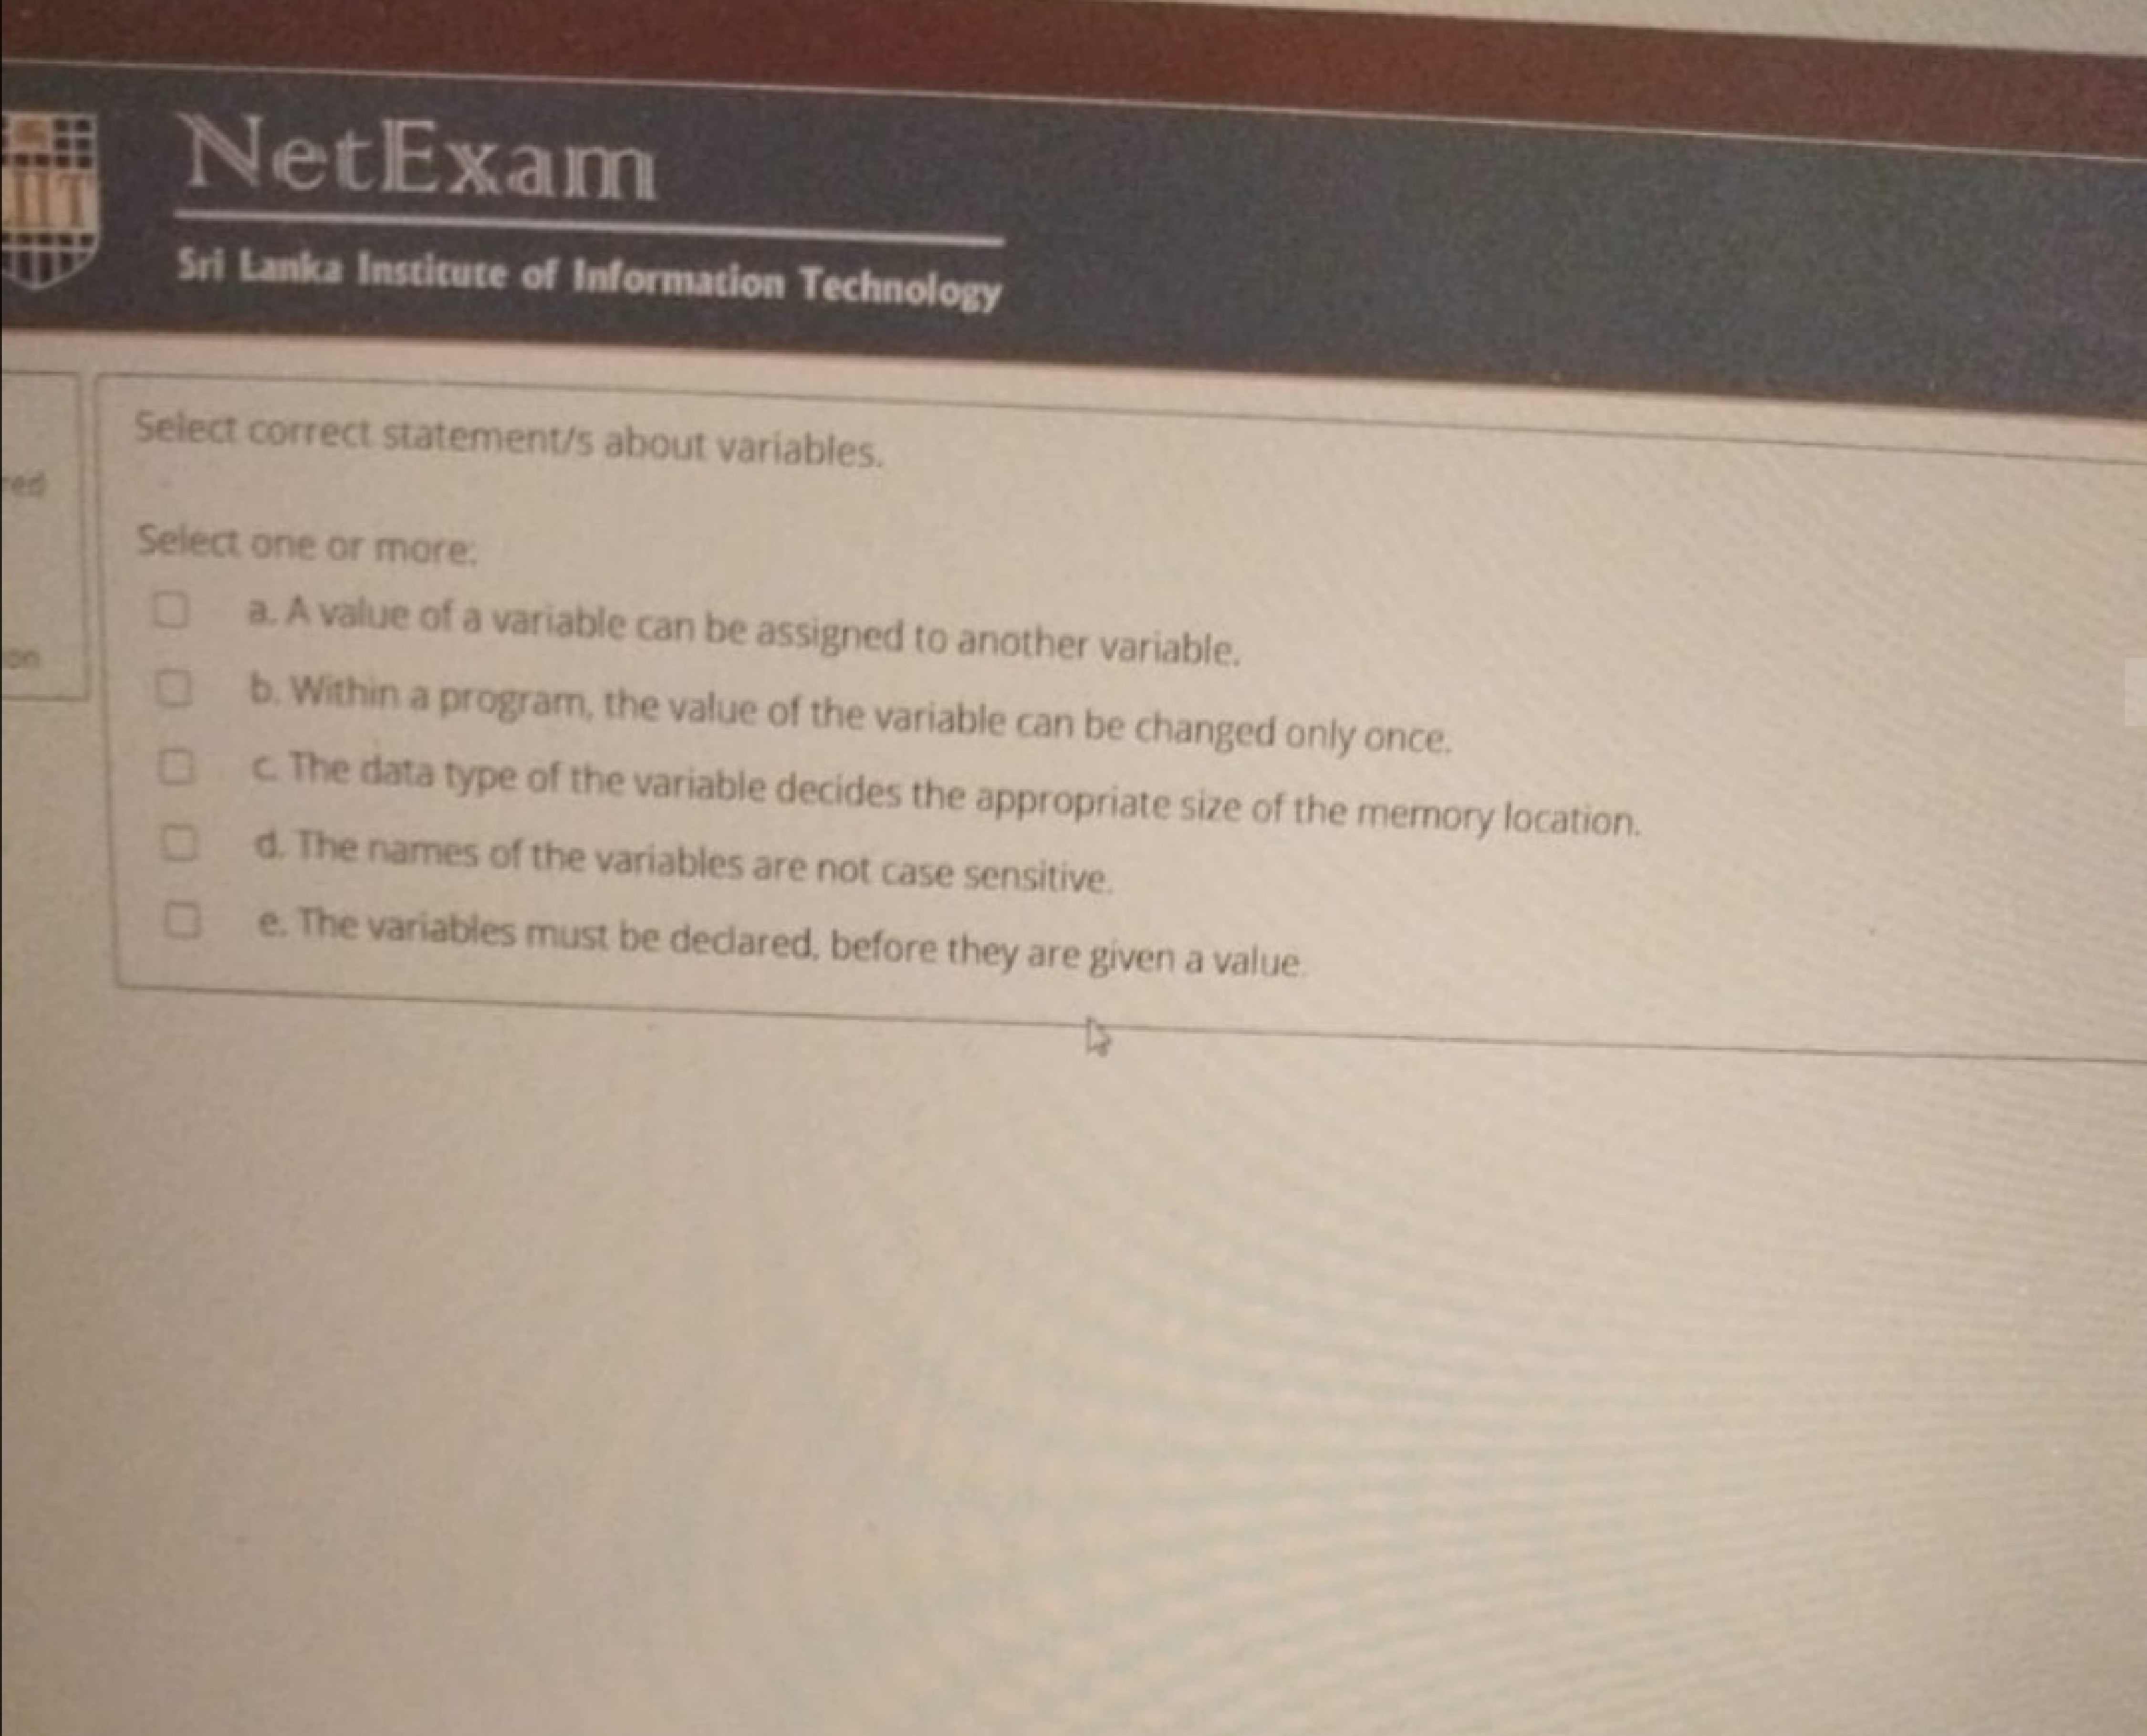 NetExam
Sri Lanka Institute of Information Technology
Select correct statement/s about variables.
Select one or more:
a. A value of a variable can be assigned to another variable.
b. Within a program, the value of the variable can be changed only once.
c. The data type of the variable decides the appropriate size of the memory location.
d. The names of the variables are not case sensitive.
e. The variables must be declared, before they are given a value.